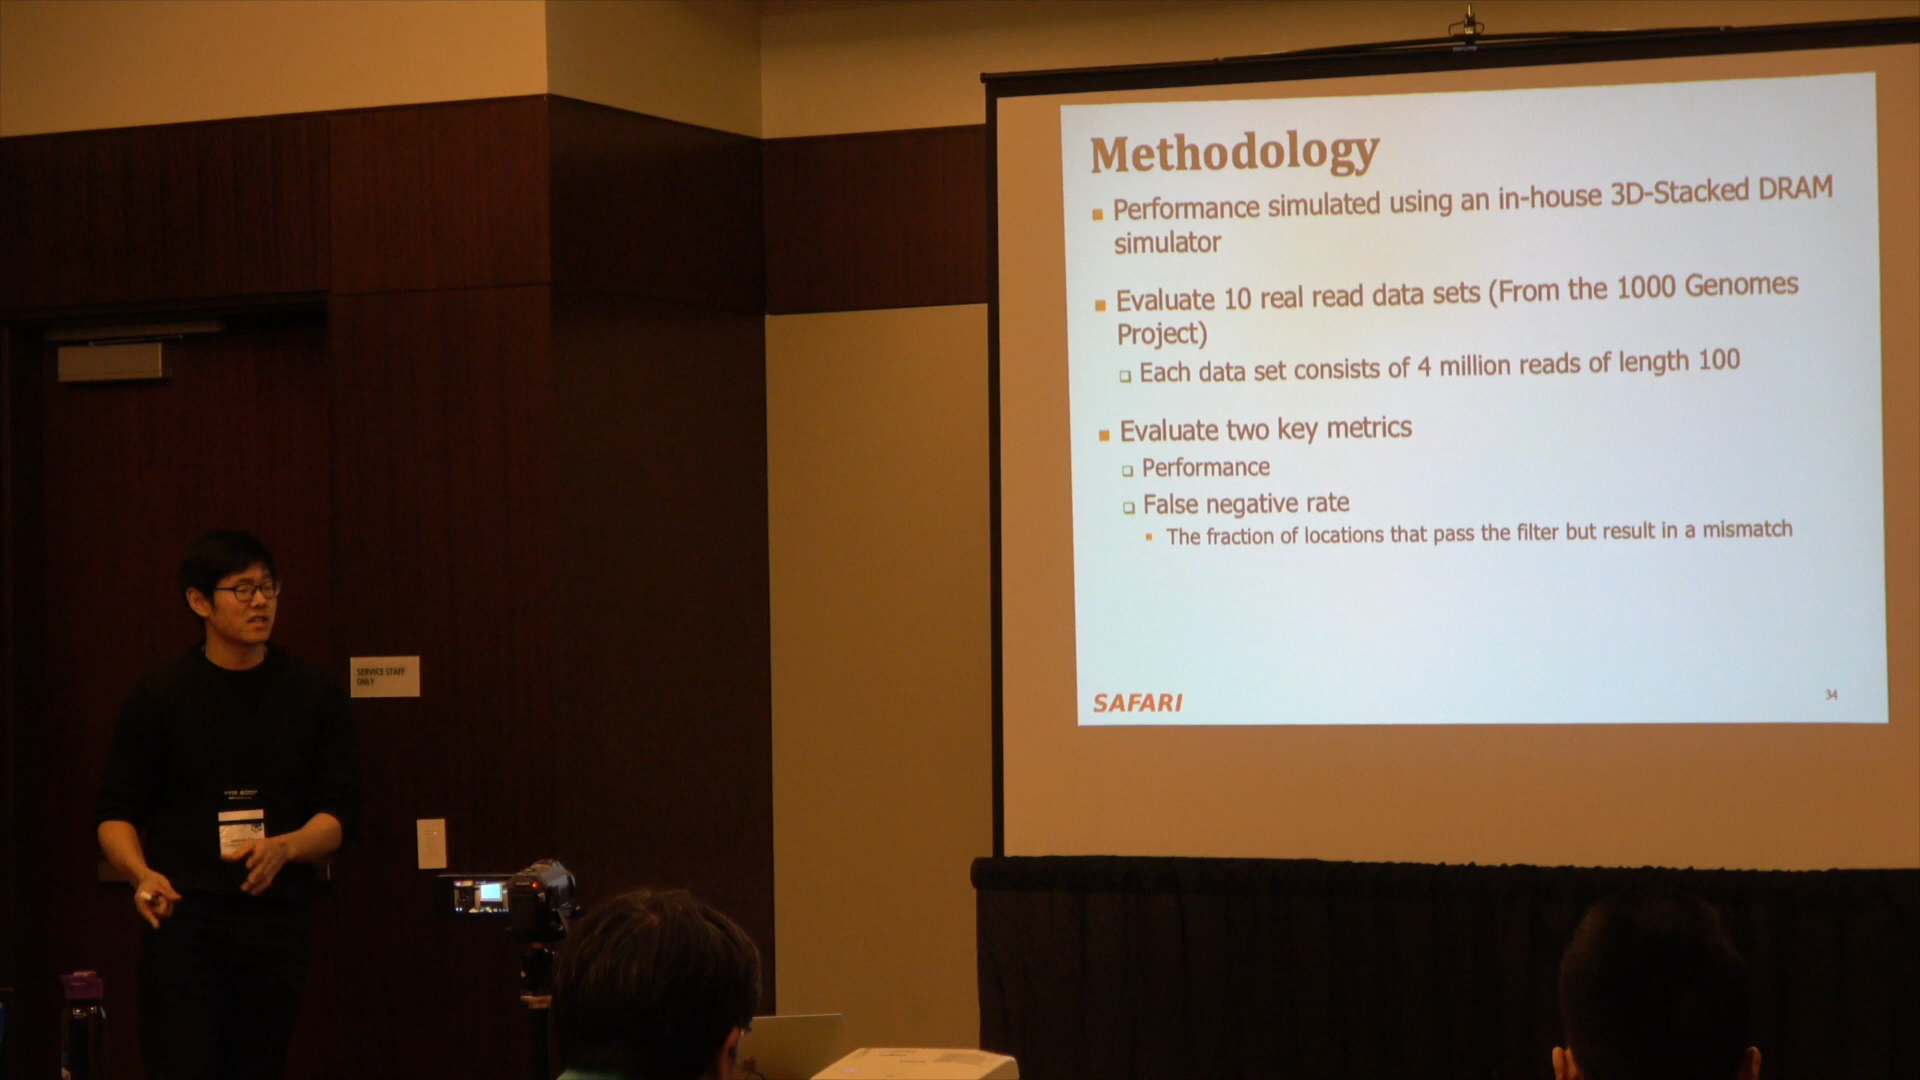 Methodology
Performance simulated using an in-house 3D-Stacked DRAM
simulator
Evaluate 10 real read data sets (From the 1000 Genomes
Project)
Each data set consists of 4 million reads of length 100
Evaluate two key metrics
Performance
False negative rate
The fraction of locations that pass the filter but result in a mismatch
SAFARI
34
SERVICE STAFF
ONLY